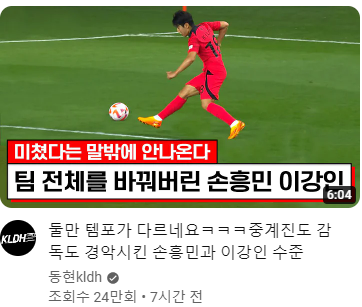 미쳤다는 말밖에 안나온다
팀 전체를 바꿔버린 손흥민 이강인
6:04
KLDH
둘만 템포가 다르네요ㅋㅋㅋ중계진도 감
독도 경악시킨 손흥민과 이강인 수준
동현kldh
조회수 24만회 • 7시간 전